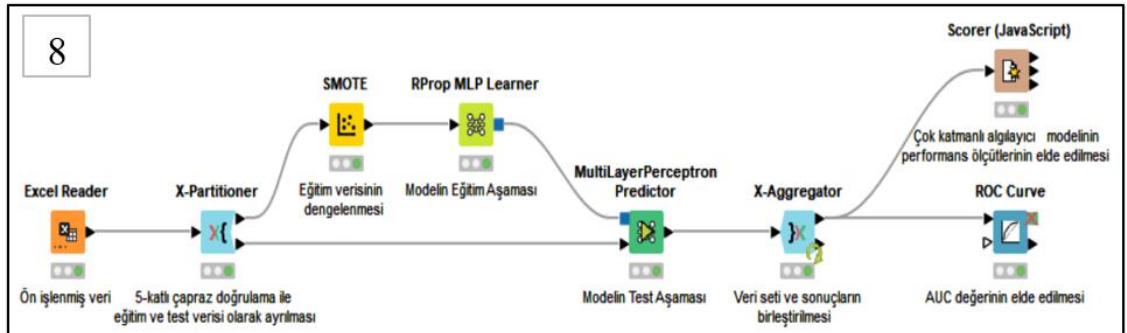 8
Scorer (JavaScript)
SMOTE
RProp MLP Learner
Çok katmanlı algılayıcı modelinin
performans ölçütlerinin elde edilmesi
Excel Reader
X-Partitioner
Eğitim verisinin
dengelenmesi
Modelin Eğitim Aşaması
MultiLayerPerceptron
Predictor
X-Aggregator
ROC Curve
Ön işlenmiş veri
5-katlı çapraz doğrulama ile
eğitim ve test verisi olarak ayrılması
Modelin Test Aşaması
Veri seti ve sonuçların
birleştirilmesi
AUC değerinin elde edilmesi